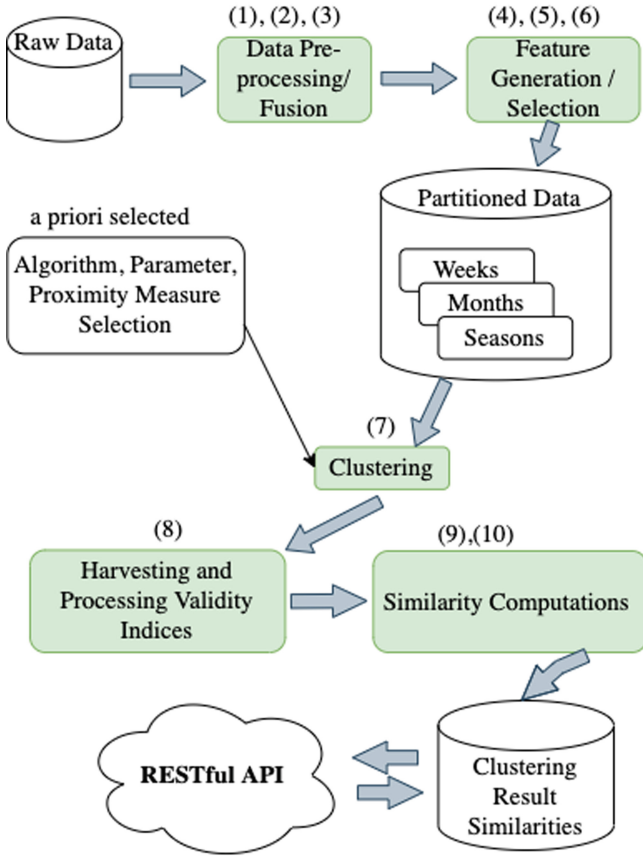 Raw Data
(1), (2), (3)
Data Pre-
processing/
Fusion
(4), (5), (6)
Feature
Generation /
Selection
Partitioned Data
Weeks
Months
Seasons
a priori selected
Algorithm, Parameter,
Proximity Measure
Selection
(7)
Clustering
(8)
Harvesting and
Processing Validity
Indices
(9),(10)
Similarity Computations
RESTful API
Clustering
Result
Similarities